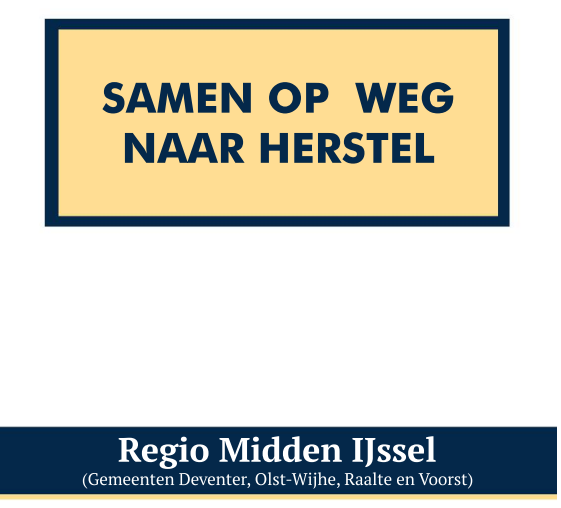 SAMEN OP  WEG
NAAR HERSTEL
Regio Midden IJssel
(Gemeenten Deventer, Olst-Wijhe, Raalte en Voorst)